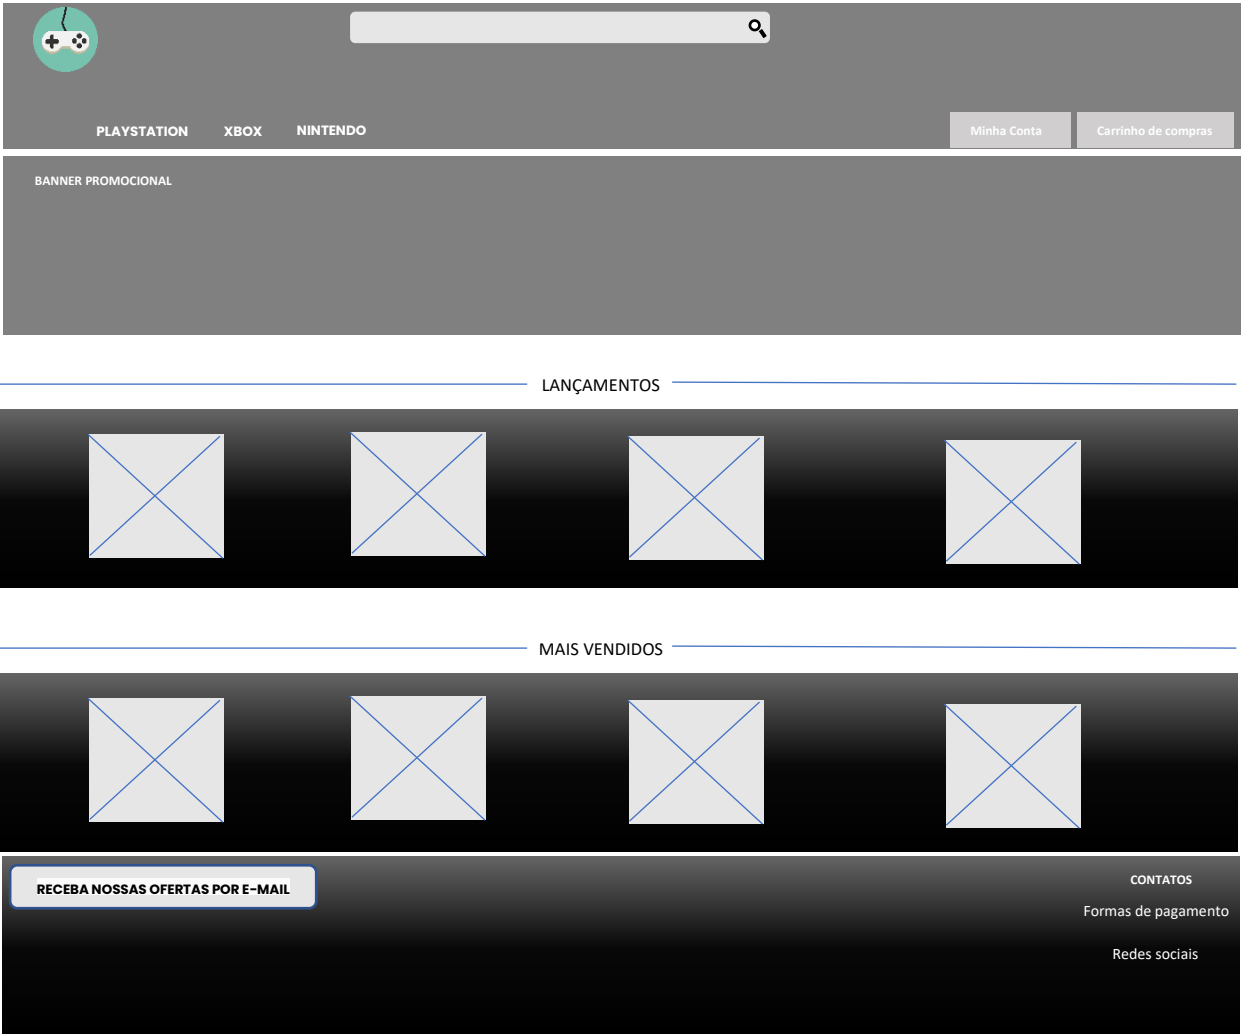 PLAYSTATION
XBOX
NINTENDO
Minha Conta
Carrinho de compras
BANNER PROMOCIONAL
LANÇAMENTOS
MAIS VENDIDOS
RECEBA NOSSAS OFERTAS POR E-MAIL
CONTATOS
Formas de pagamento
Redes sociais